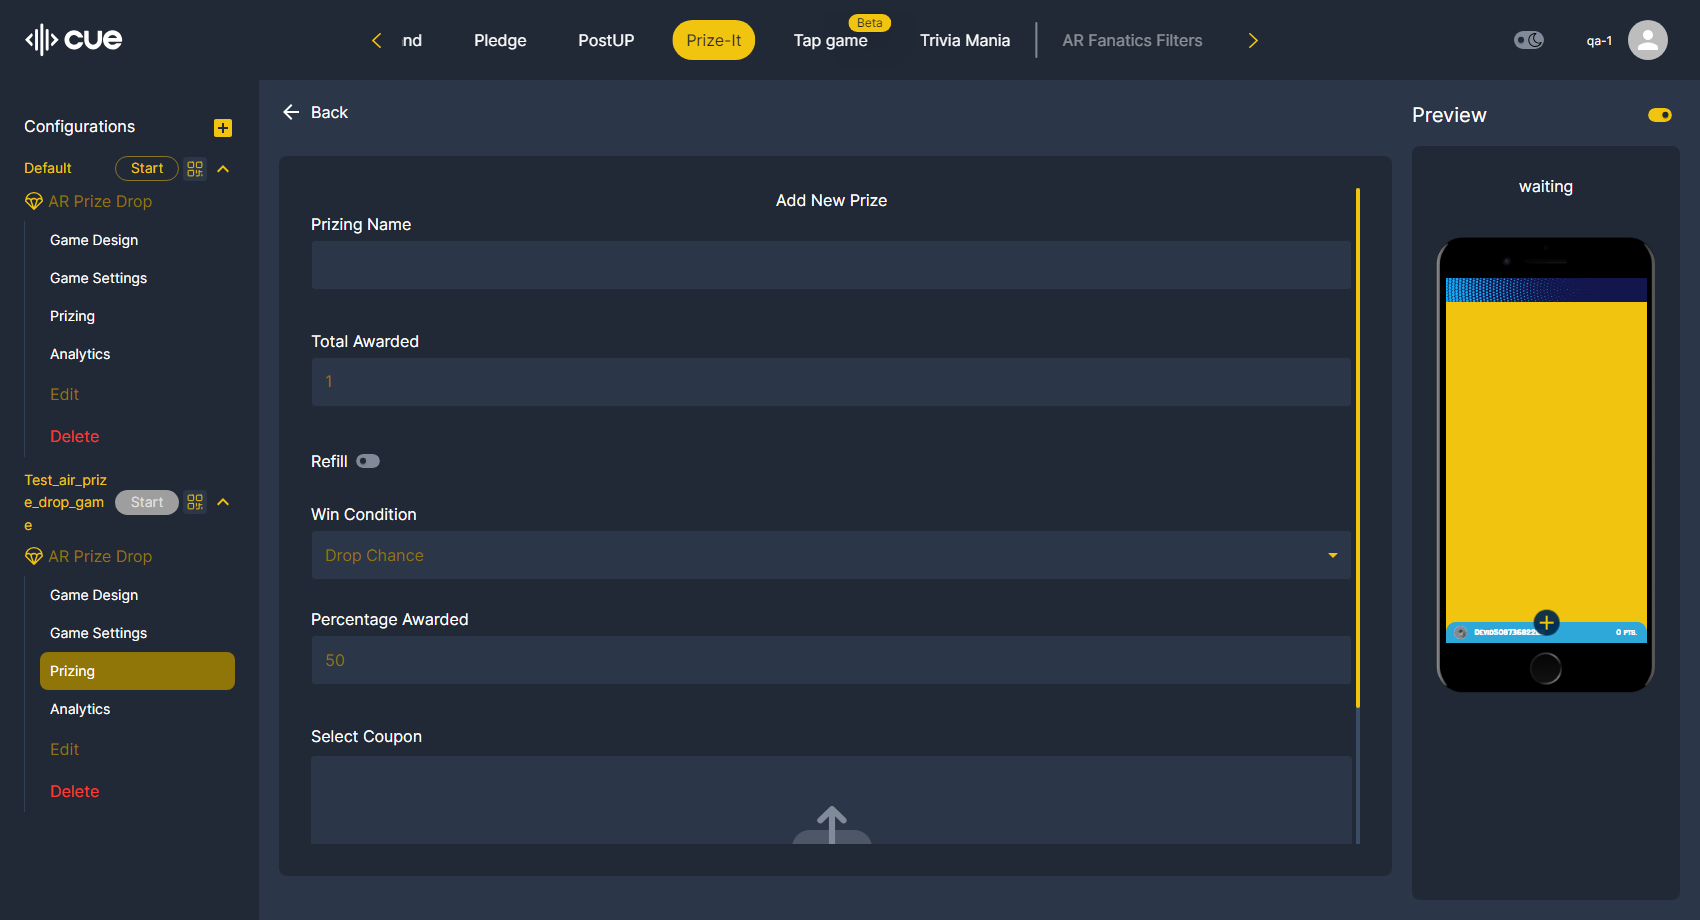 cue
nd
Pledge
PostUP
Prize-It
Beta
Tap game
Trivia Mania
AR Fanatics Filters
qa-1
Configurations
Default
Start
AR Prize Drop
Game Design
Game Settings
Prizing
Analytics
Edit
Delete
Test_air_priz
e_drop_gam
e
Start
AR Prize Drop
Game Design
Game Settings
Prizing
Analytics
Edit
Delete
Back
Add New Prize
Prizing Name
Total Awarded
1
Refill
Win Condition
Drop Chance
Percentage Awarded
50
Select Coupon
Preview
waiting
0 PTS.